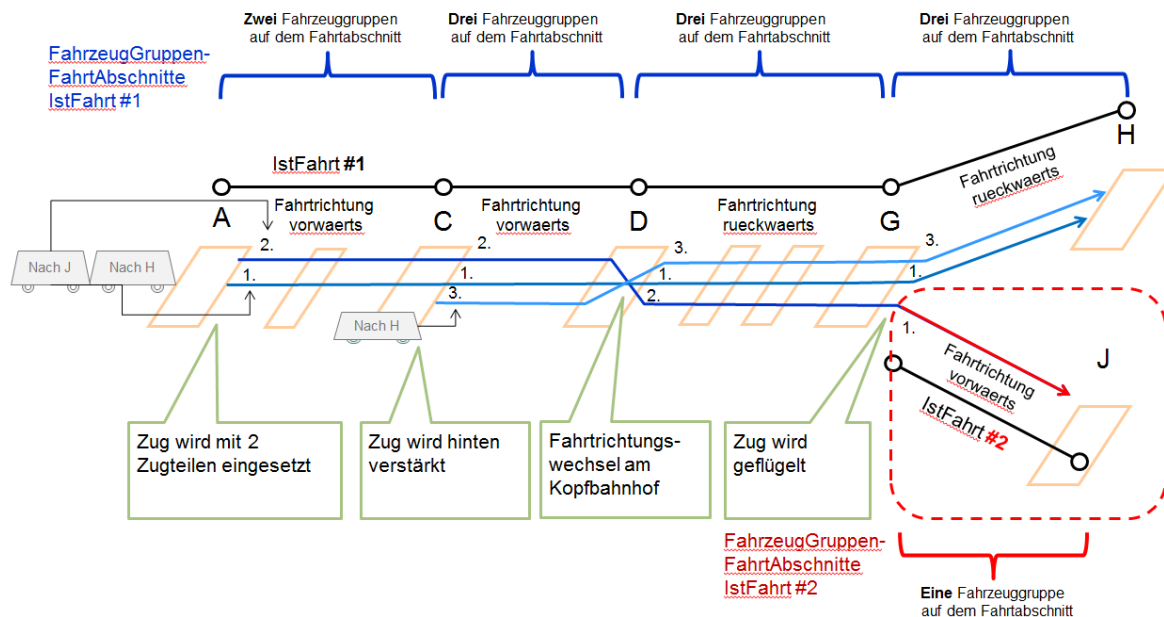 Zwei Fahrzeuggruppen
auf dem Fahrtabschnitt
Drei Fahrzeuggruppen
auf dem Fahrtabschnitt
Drei Fahrzeuggruppen
auf dem Fahrtabschnitt
Drei Fahrzeuggruppen
auf dem Fahrtabschnitt
FahrzeugGruppen-
FahrtAbschnitte
IstFahrt #1
H
IstFahrt #1
A
Fahrtrichtung
vorwaerts
C
Fahrtrichtung
vorwaerts
D
Fahrtrichtung
rueckwaerts
G
Fahrtrichtung
rueckwaerts
2.
2.
3.
3.
Nach J
Nach H
1.
1.
1.
1.
3.
2.
Nach H
1.
Fahrtrichtung
vorwaerts
J
IstFahrt #2
Zug wird mit 2
Zugteilen eingesetzt
Zug wird hinten
verstärkt
Fahrtrichtungs-
wechsel am
Kopfbahnhof
Zug wird
geflügelt
FahrzeugGruppen-
FahrtAbschnitte
IstFahrt #2
Eine Fahrzeuggruppe
auf dem Fahrtabschnitt